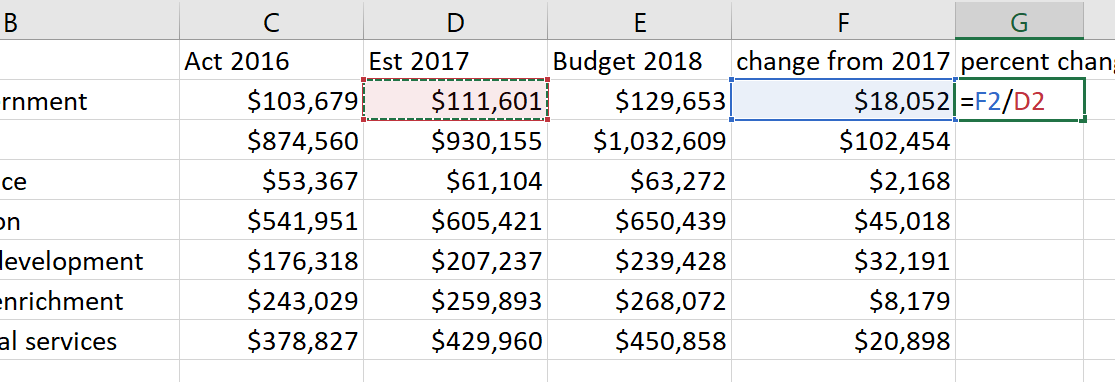 B C D E F G
Act 2016 Est 2017 Budget 2018 change from 2017 percent chang
rnment $103,679 $111,601 $129,653 $18,052 =F2/D2
$874,560 $930,155 $1,032,609 $102,454
ce $53,367 $61,104 $63,272 $2,168
on $541,951 $605,421 $650,439 $45,018
development $176,318 $207,237 $239,428 $32,191
enrichment $243,029 $259,893 $268,072 $8,179
al services $378,827 $429,960 $450,858 $20,898